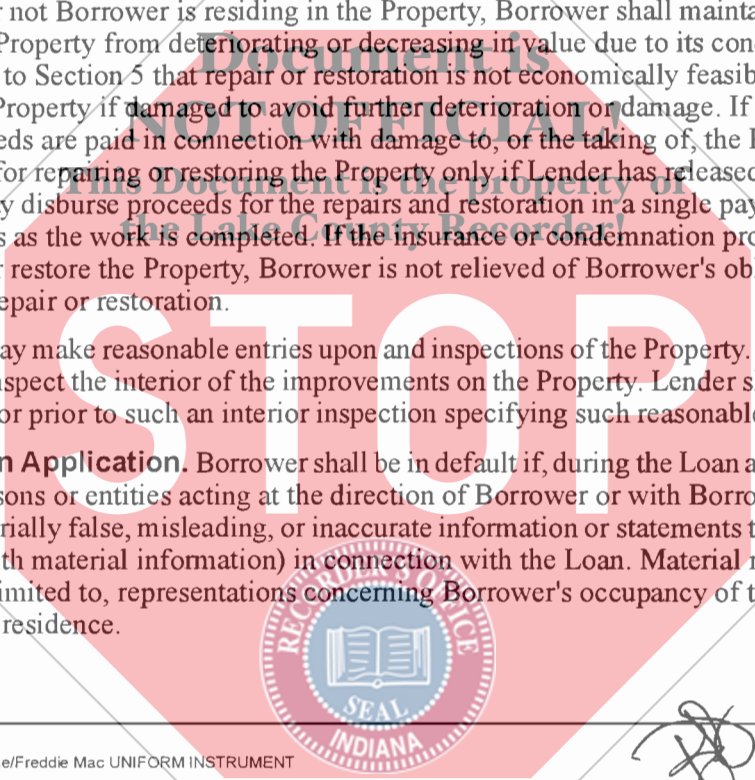 not Borrower is residing in the Property, Borrower shall mainta
Property from deteriorating or decreasing in value due to its con
to Section 5 that repair or restoration is not economically feasib
Property if damaged to avoid further deterioration or damage. If
eds are paid in connection with damage to, or the taking of, the
for repairing or restoring the Property only if Lender has released
y disburse proceeds for the repairs and restoration in a single pay
s as the work is completed. If the insurance or condemnation pro
r restore the Property, Borrower is not relieved of Borrower's ob
epair or restoration.
Document is
NOT OFFICIAL!
This Document is the property of
the Lake County Recorder!
STOP
ay make reasonable entries upon and inspections of the Property.
nspect the interior of the improvements on the Property. Lender s
or prior to such an interior inspection specifying such reasonable
n Application. Borrower shall be in default if, during the Loan a
sons or entities acting at the direction of Borrower or with Borro
rially false, misleading, or inaccurate information or statements t
th material information) in connection with the Loan. Material
imited to, representations concerning Borrower's occupancy of t
residence.
RECORDER'S OFFICE
SEAL
INDIANA
e/Freddie Mac UNIFORM INSTRUMENT